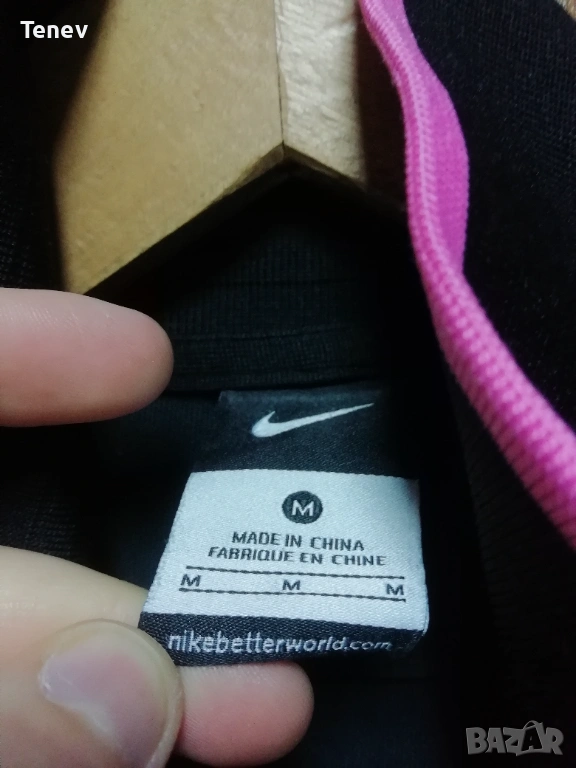 Tenev
M
MADE IN CHINA
FABRIQUE EN CHINE
M M M
nikebetterworld.com
BAZAR